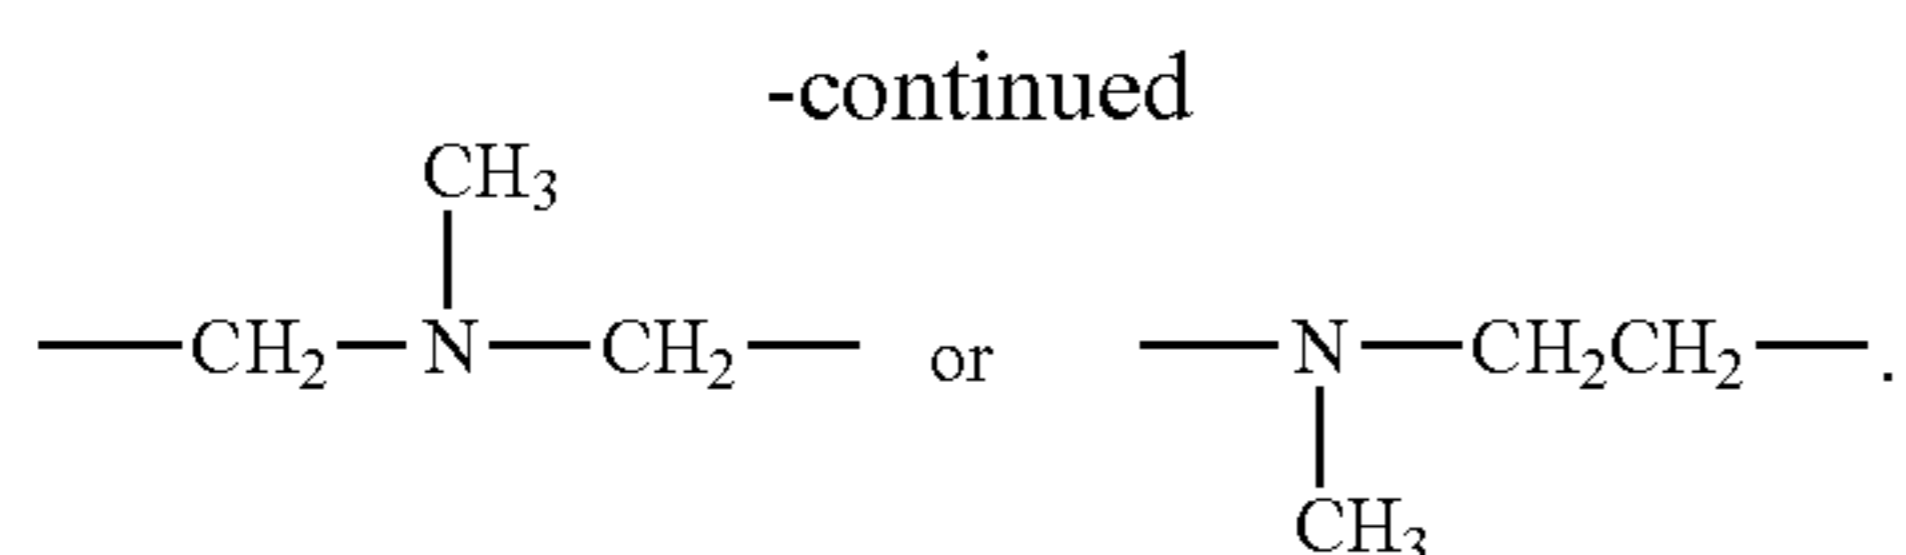 -continued
CH₃
—CH₂—N—CH₂— or —N—CH₂CH₂—.
CH₃